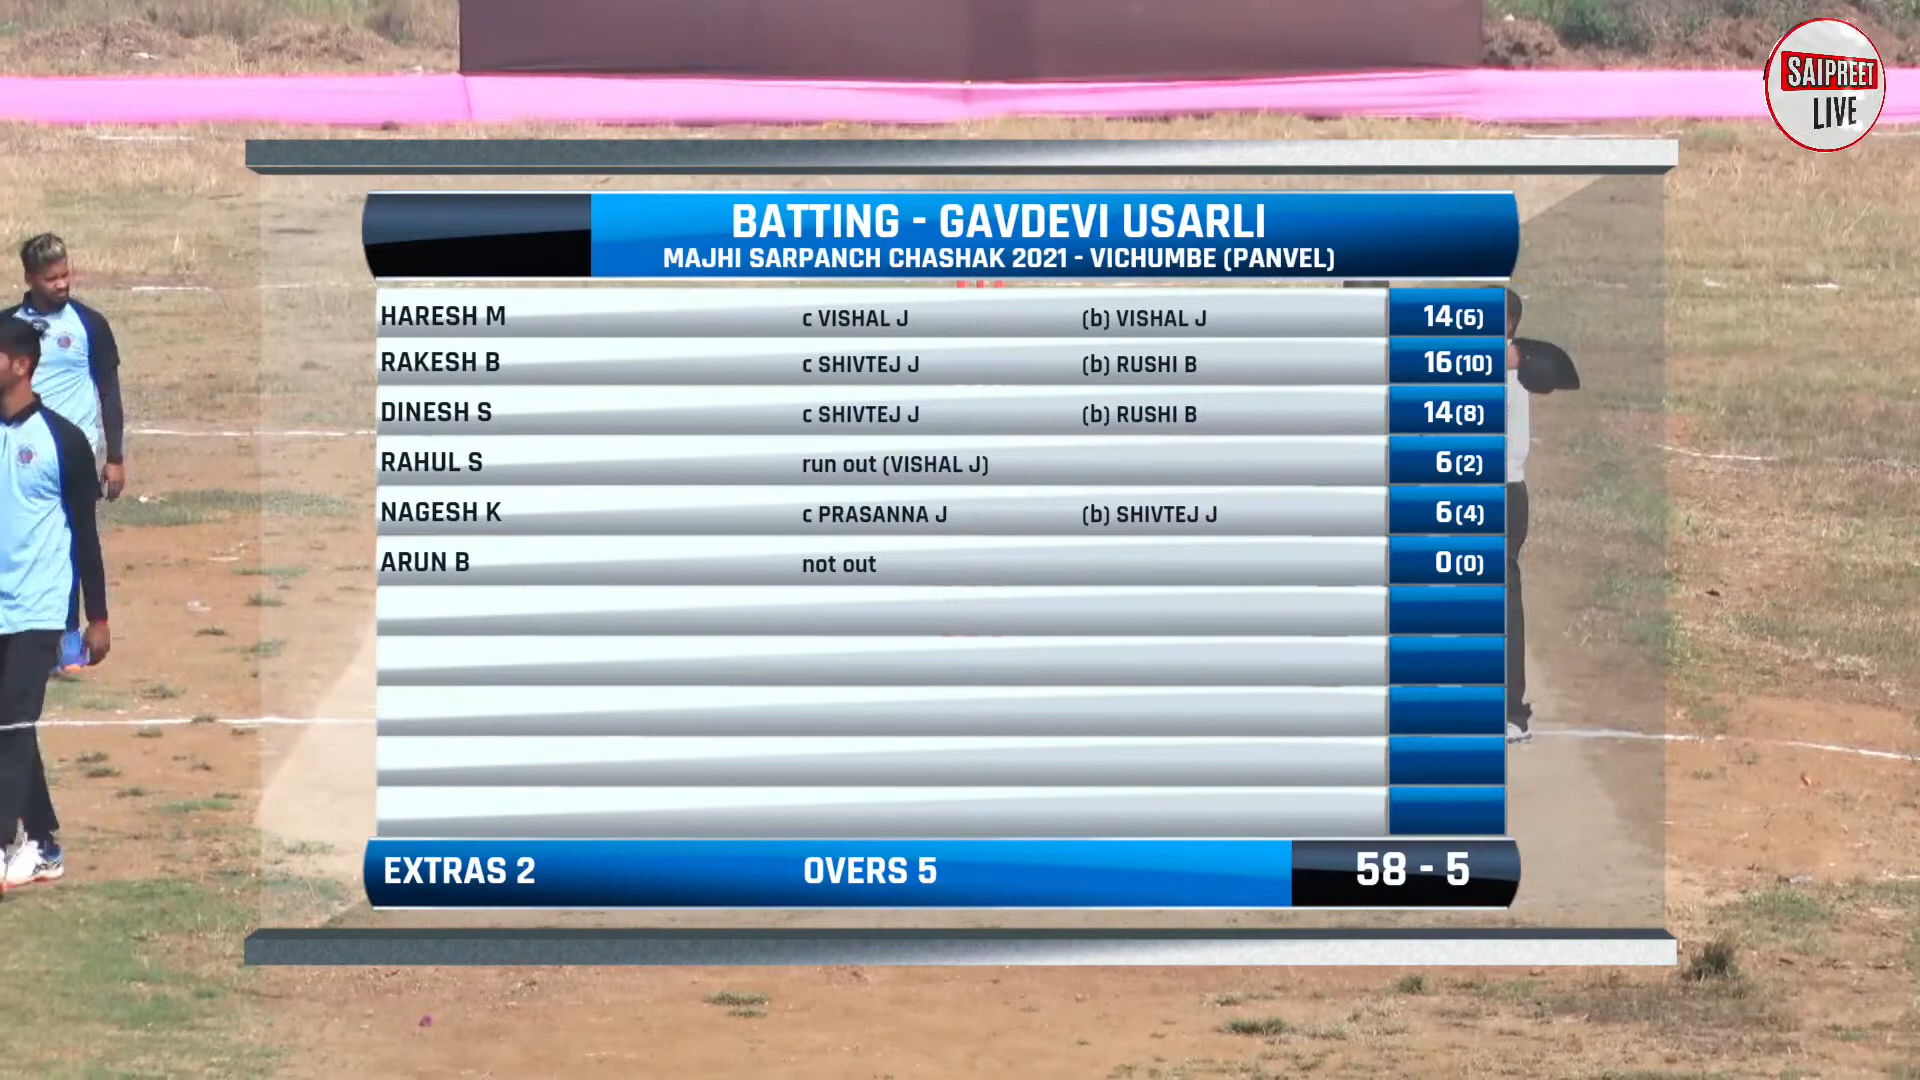 SAIPREET
LIVE
BATTING - GAVDEVI USARLI
MAJHI SARPANCH CHASHAK 2021 - VICHUMBE (PANVEL)
HARESH M c VISHAL J (b) VISHAL J 14(6)
RAKESH B c SHIVTEJ J (b) RUSHI B 16(10)
DINESH S c SHIVTEJ J (b) RUSHI B 14(8)
RAHUL S run out (VISHAL J) 6(2)
NAGESH K c PRASANNA J (b) SHIVTEJ J 6(4)
ARUN B not out 0(0)
EXTRAS 2 OVERS 5 58 - 5